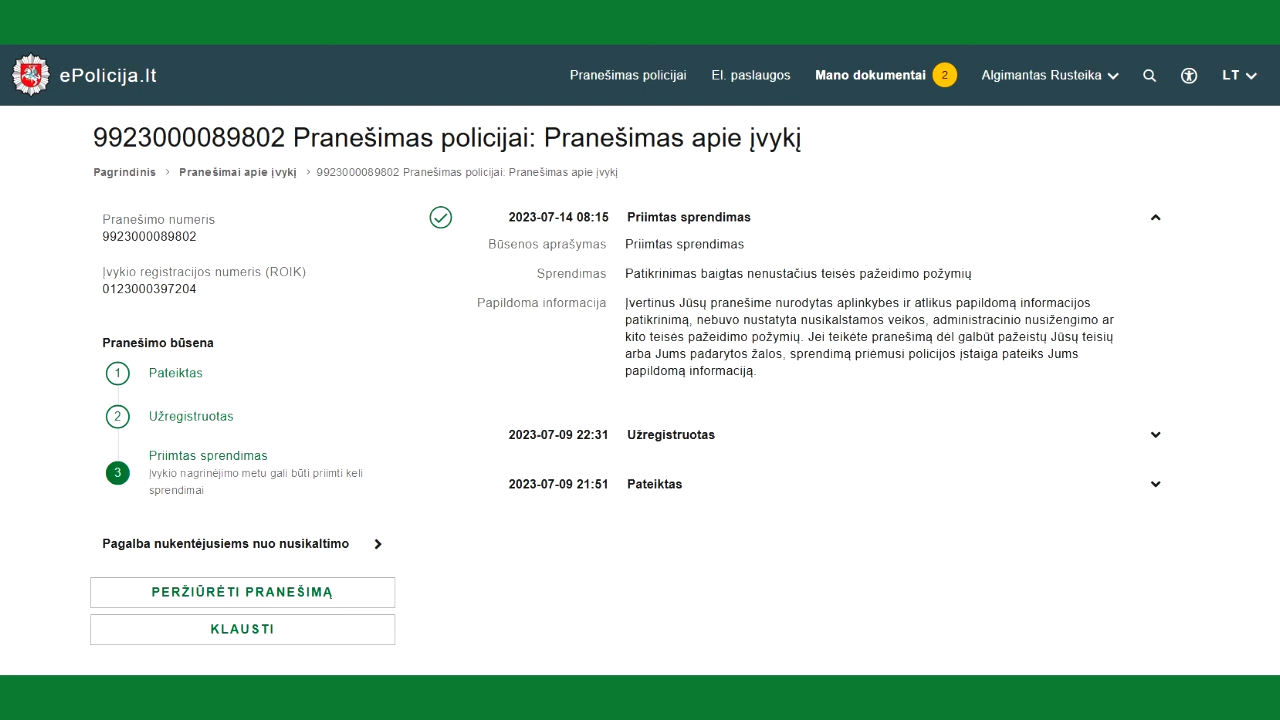 ePolicija.lt
Pranešimas policijai
El. paslaugos
Mano dokumentai 2
Algimantas Rusteika
LT
9923000089802 Pranešimas policijai: Pranešimas apie įvykį
Pagrindinis > Pranešimai apie įvykį > 9923000089802 Pranešimas policijai: Pranešimas apie įvykį
Pranešimo numeris
9923000089802
Įvykio registracijos numeris (ROIK)
0123000397204
Pranešimo būsena
1 Pateiktas
2 Užregistruotas
Priimtas sprendimas
3 Įvykio nagrinėjimo metu gali būti priimti keli
sprendimai
Pagalba nukentėjusiems nuo nusikaltimo
PERŽIŪRĖTI PRANEŠIMĄ
KLAUSTI
2023-07-14 08:15 Priimtas sprendimas
Būsenos aprašymas Priimtas sprendimas
Sprendimas Patikrinimas baigtas nenustačius teisės pažeidimo požymių
Papildoma informacija Įvertinus Jūsų pranešime nurodytas aplinkybes ir atlikus papildomą informacijos
patikrinimą, nebuvo nustatyta nusikalstamos veikos, administracinio nusižengimo ar
kito teisės pažeidimo požymių. Jei teikėte pranešimą dėl galbūt pažeistų Jūsų teisių
arba Jums padarytos žalos, sprendimą priėmusi policijos įstaiga pateiks Jums
papildomą informaciją.
2023-07-09 22:31 Užregistruotas
2023-07-09 21:51 Pateiktas